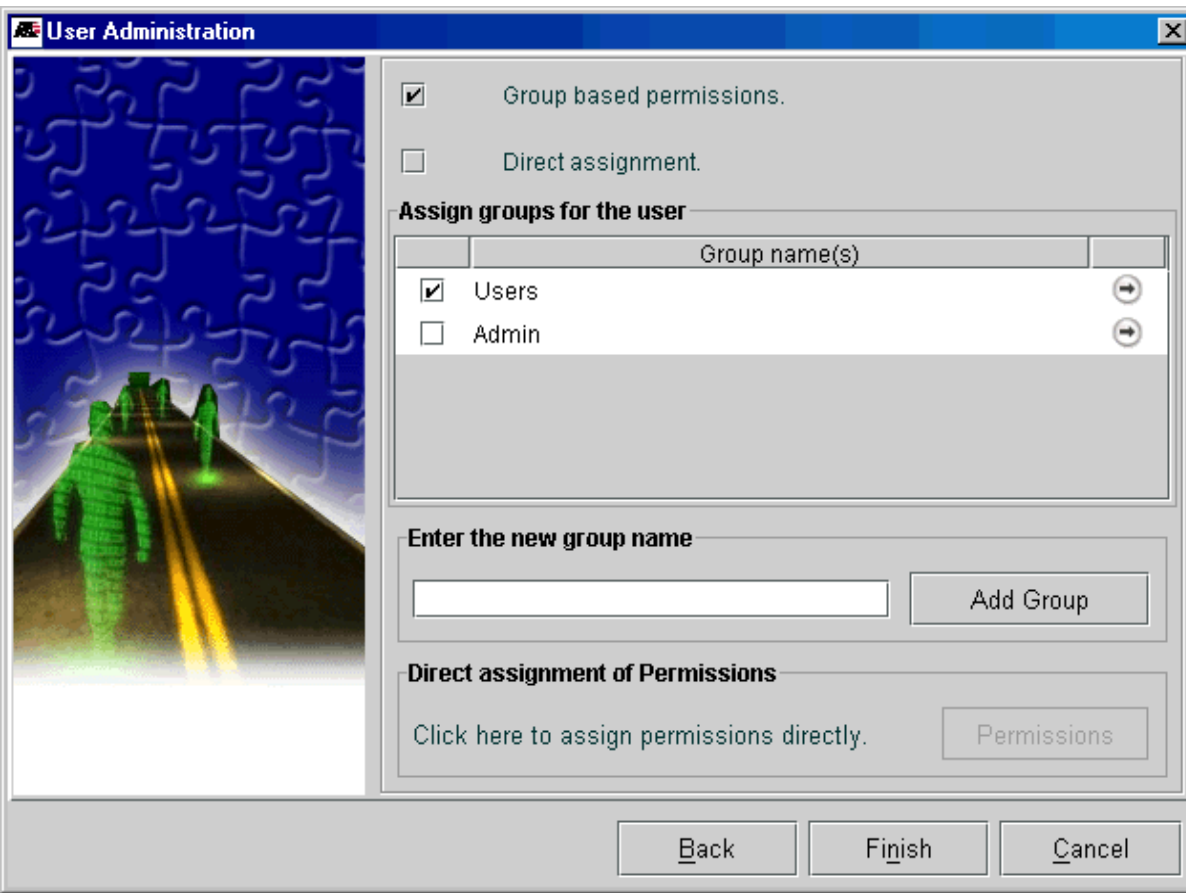 User Administration
Group based permissions.
Direct assignment.
Assign groups for the user
Group name(s)
Users
Admin
Enter the new group name
Add Group
Direct assignment of Permissions
Click here to assign permissions directly.
Permissions
Back
Finish
Cancel